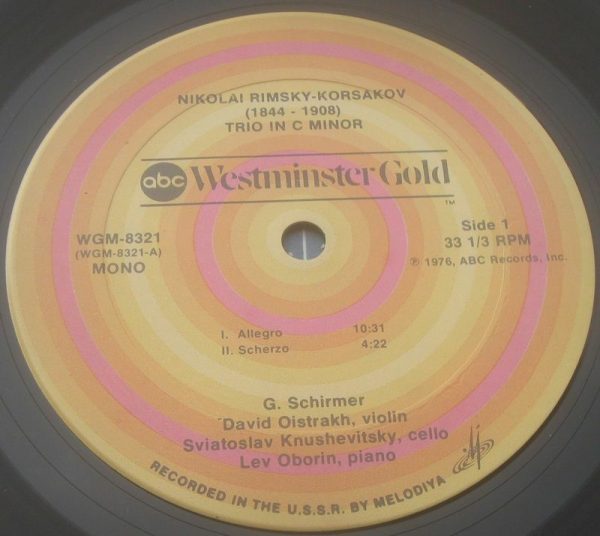 NIKOLAI RIMSKY-KORSAKOV
(1844 - 1908)
TRIO IN C MINOR
abc Westminster Gold
TM
WGM-8321
(WGM-8321-A)
MONO
Side 1
33 1/3 RPM
℗ 1976, ABC Records, Inc.
I. Allegro 10:31
II. Scherzo 4:22
G. Schirmer
David Oistrakh, violin
Sviatoslav Knushevitsky, cello
Lev Oborin, piano
RECORDED IN THE U.S.S.R. BY MELODIYA